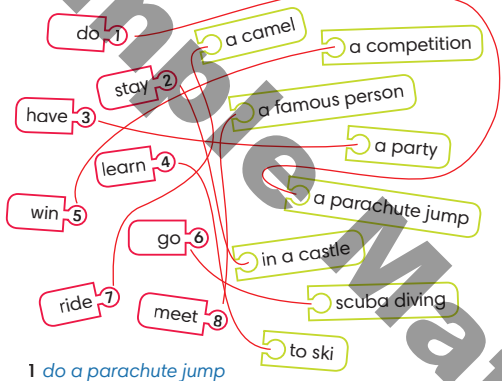 do 1
stay 2
have 3
learn 4
win 5
go 6
ride 7
meet 8
a camel
a competition
a famous person
a party
a parachute jump
in a castle
scuba diving
to ski
1 do a parachute jump